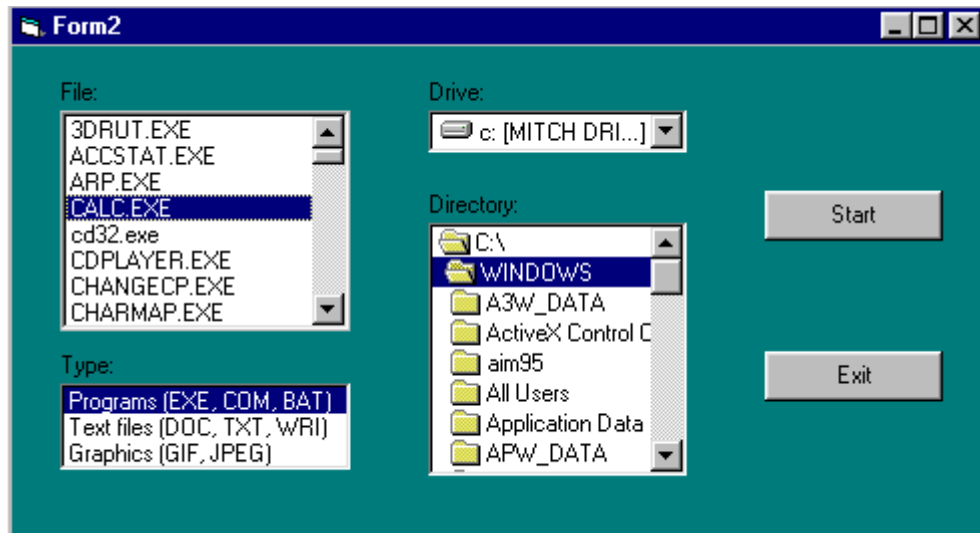 Form2
File:
3DRUT.EXE
ACCSTAT.EXE
ARP.EXE
CALC.EXE
cd32.exe
CDPLAYER.EXE
CHANGECP.EXE
CHARMAP.EXE
Type:
Programs (EXE, COM, BAT)
Text files (DOC, TXT, WRI)
Graphics (GIF, JPEG)
Drive:
c: [MITCH DRI...]
Directory:
C:\
WINDOWS
A3W_DATA
ActiveX Control C
aim95
All Users
Application Data
APW_DATA
Start
Exit